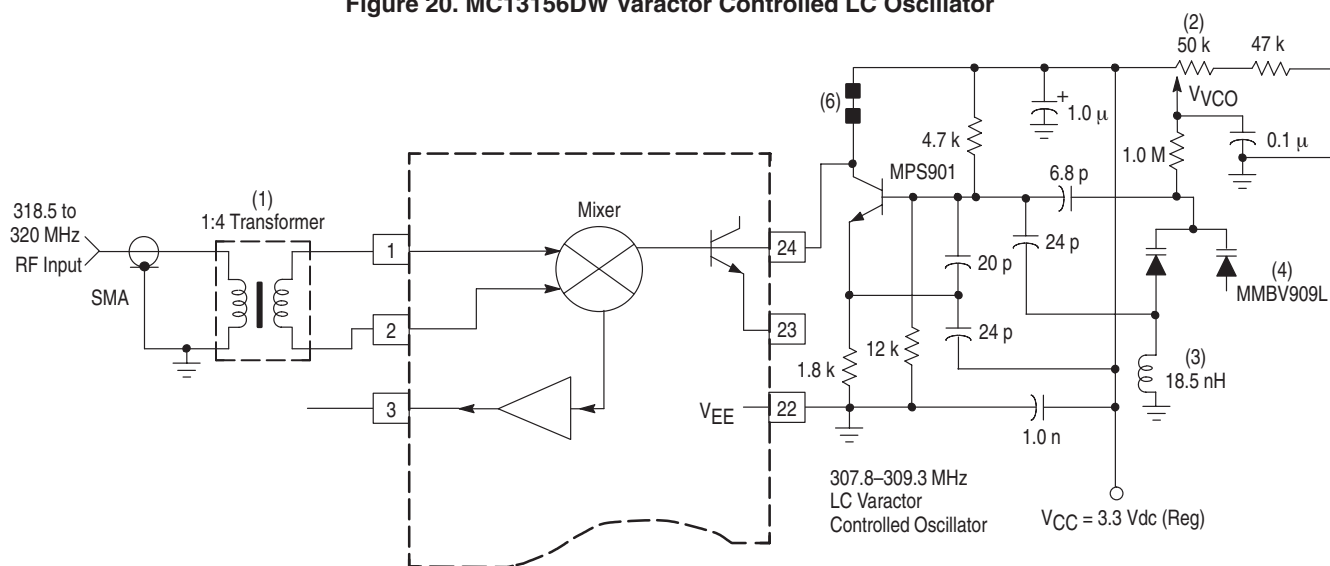 Figure 20. MC13156DW Varactor Controlled LC Oscillator
(2)
50 k
47 k
VVCO
(6)
+
1.0 µ
4.7 k
MPS901
1.0 M
0.1 µ
6.8 p
(1)
1:4 Transformer
318.5 to
320 MHz
RF Input
SMA
Mixer
1
24
24 p
20 p
(4)
MMBV909L
2
23
24 p
12 k
1.8 k
(3)
18.5 nH
3
VEE
22
1.0 n
307.8–309.3 MHz
LC Varactor
Controlled Oscillator
VCC = 3.3 Vdc (Reg)